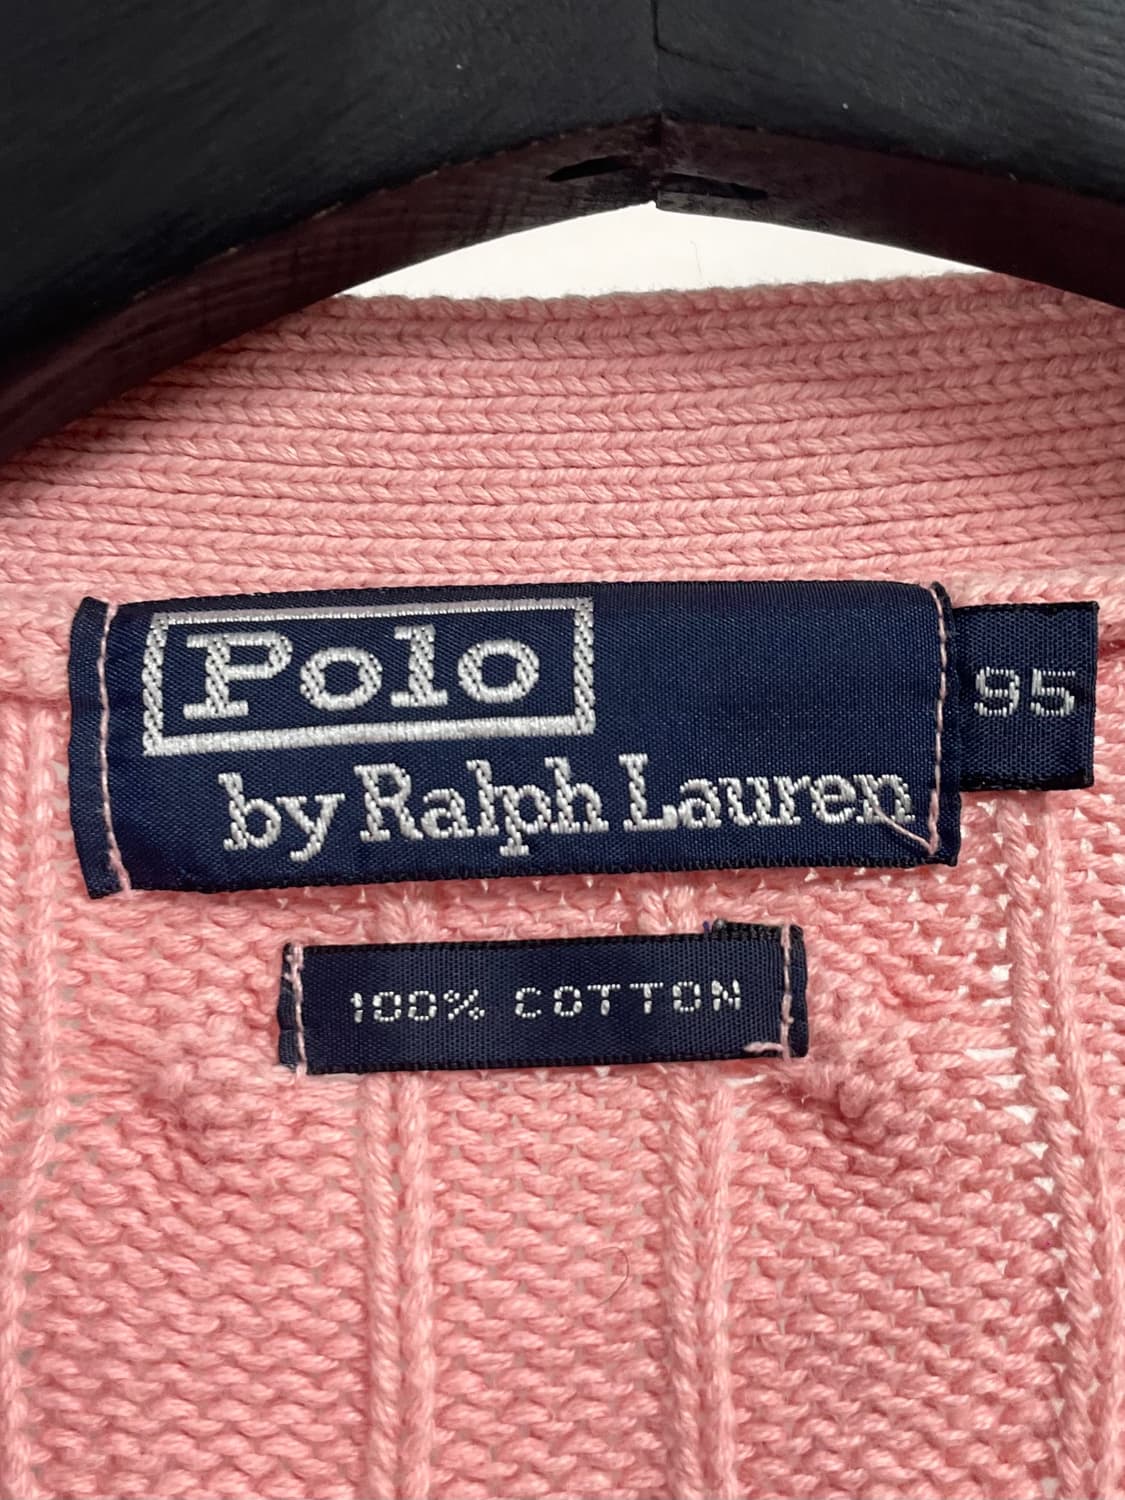 Polo
by Ralph Lauren
95
100% COTTON